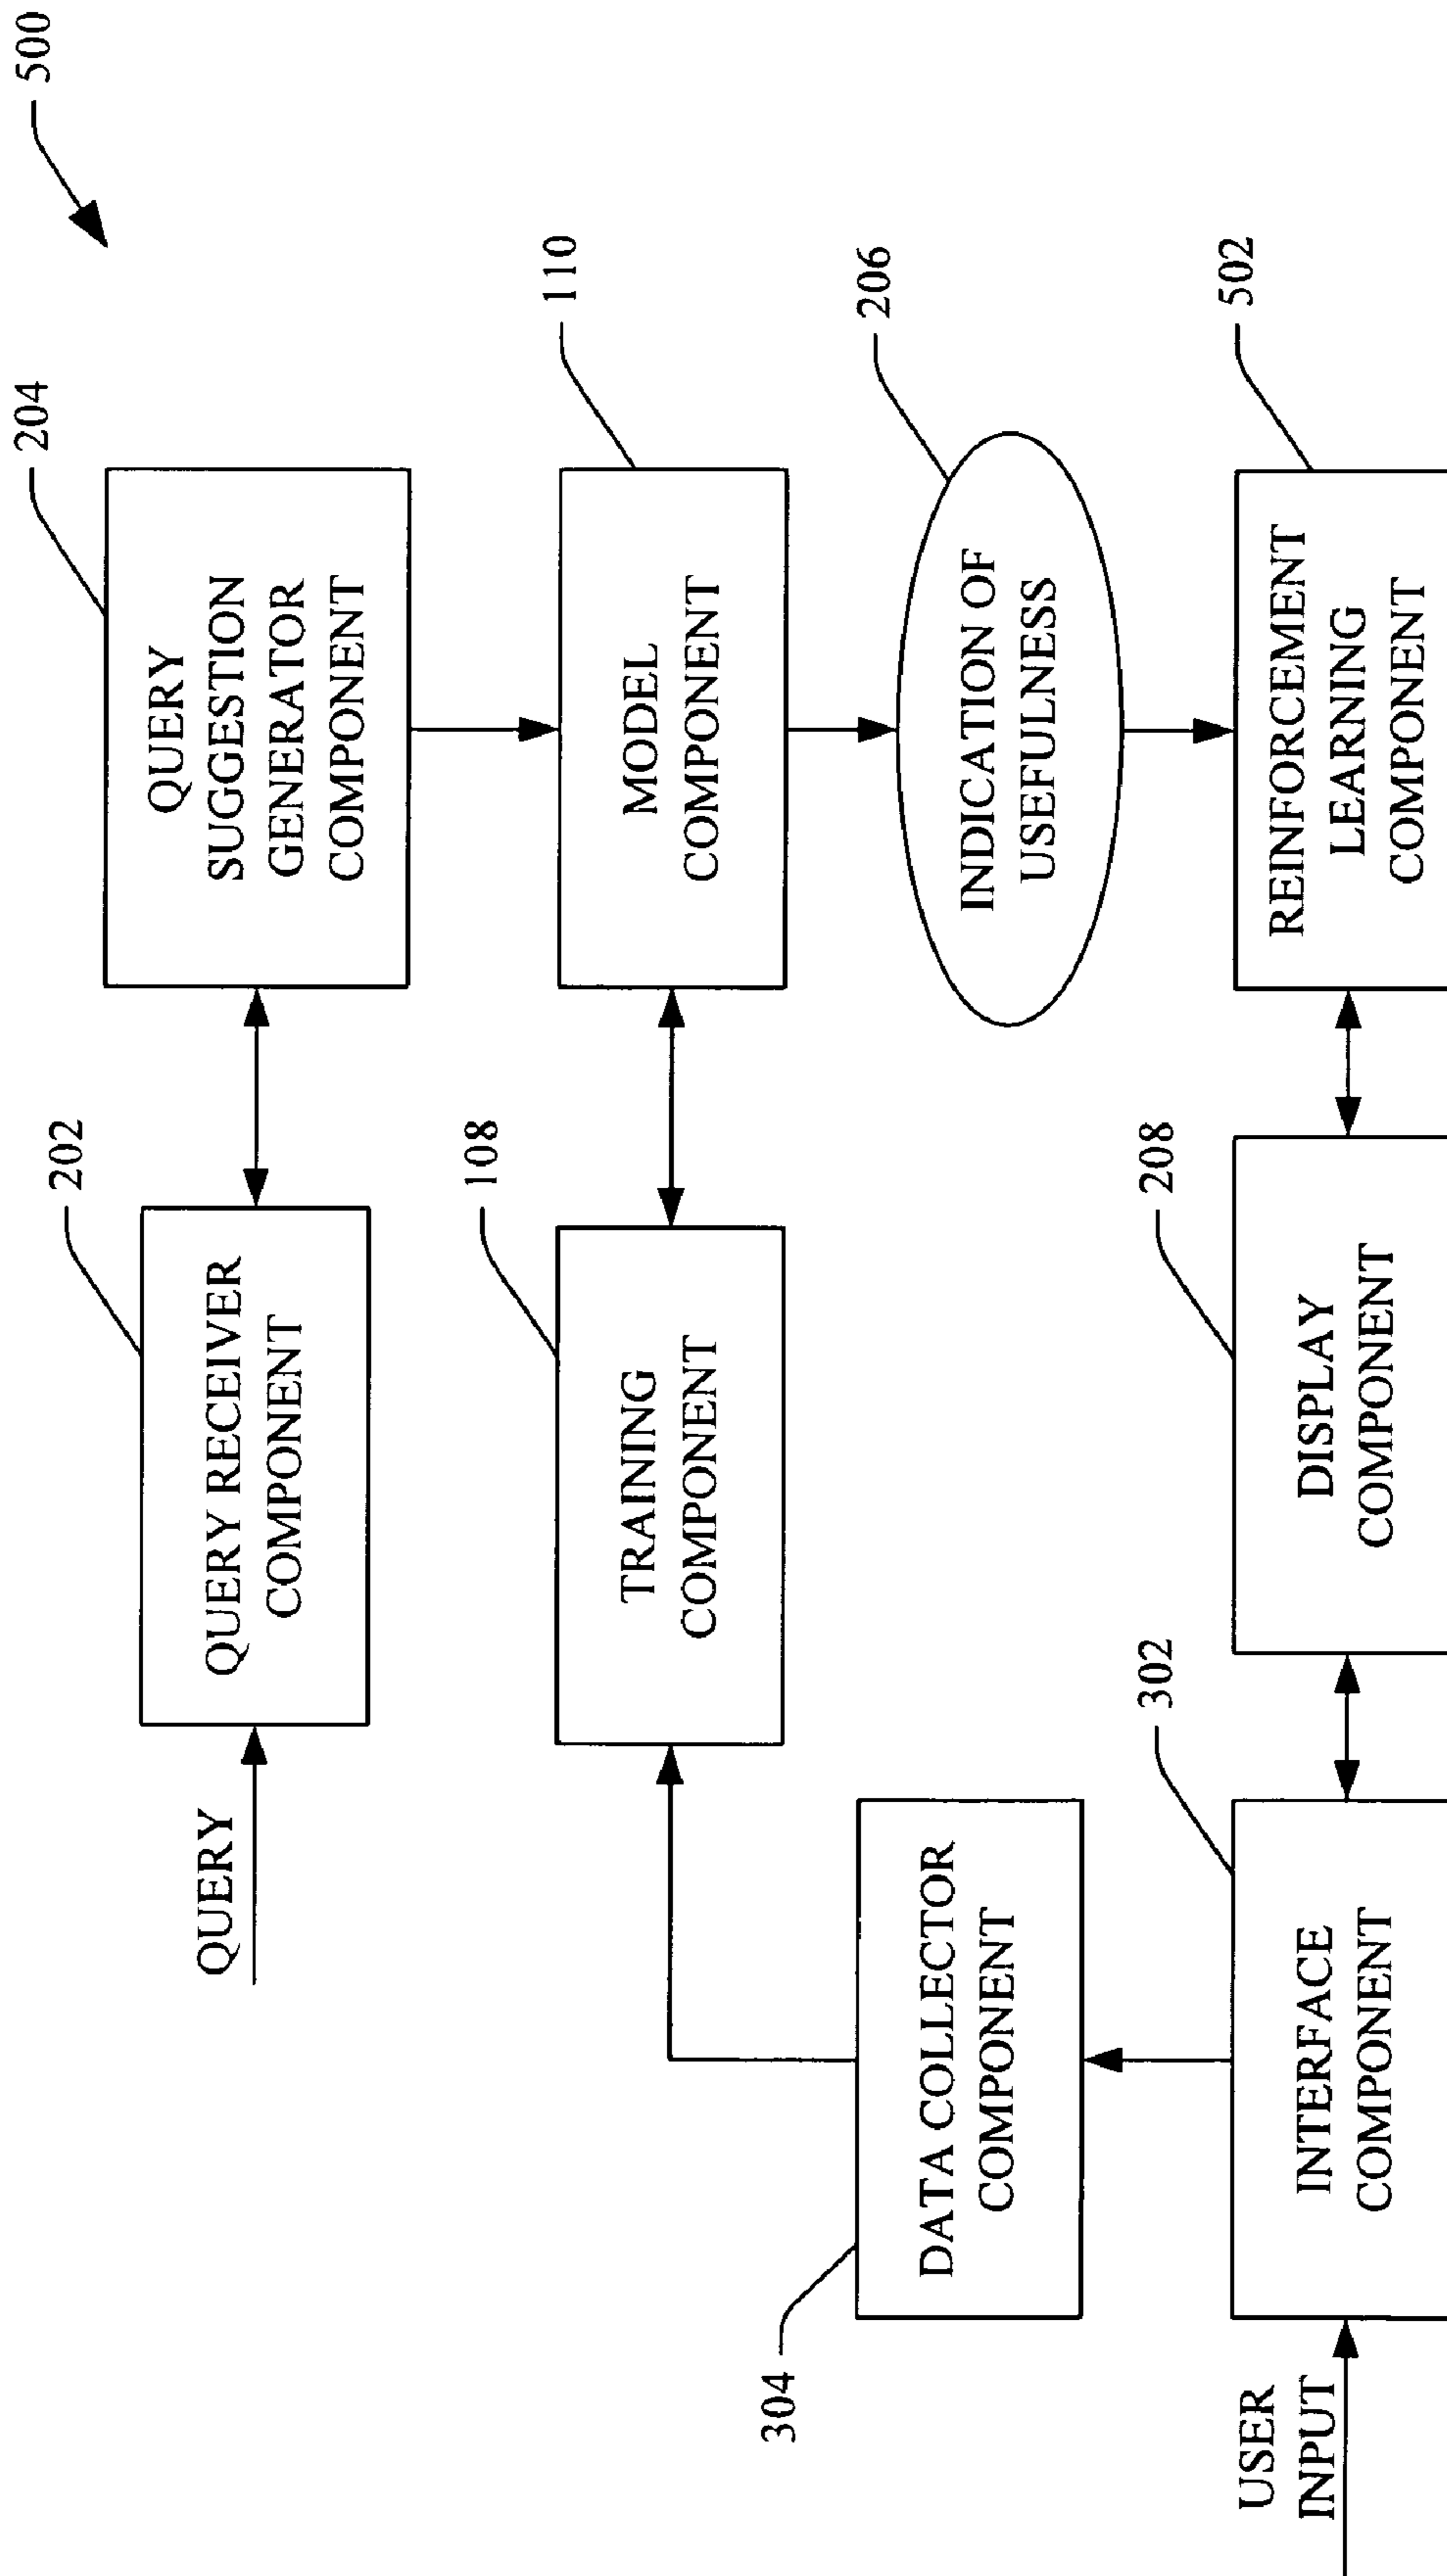 500
204
QUERY
SUGGESTION
GENERATOR
COMPONENT
202
QUERY RECEIVER
COMPONENT
QUERY
110
MODEL
COMPONENT
108
TRAINING
COMPONENT
206
INDICATION OF
USEFULNESS
304
DATA COLLECTOR
COMPONENT
502
REINFORCEMENT
LEARNING
COMPONENT
208
DISPLAY
COMPONENT
302
INTERFACE
COMPONENT
USER
INPUT